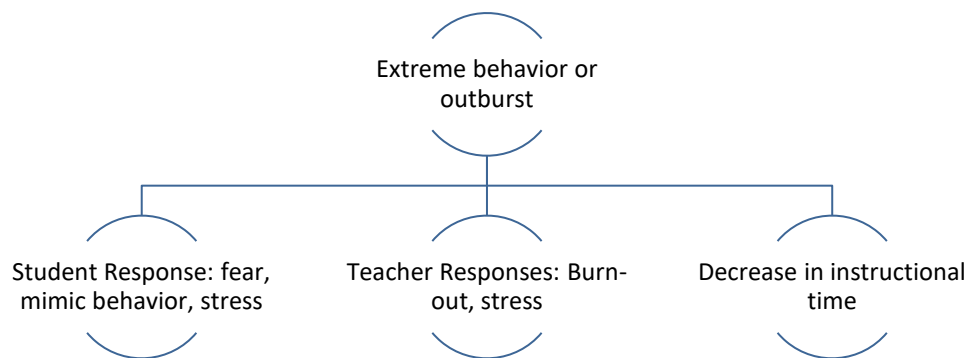 Extreme behavior or
outburst
Student Response: fear,
mimic behavior, stress
Teacher Responses: Burn-
out, stress
Decrease in instructional
time